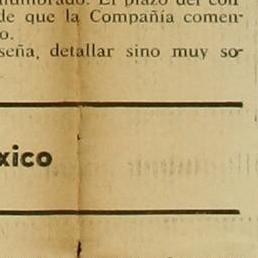 alumbrado. El plazo del con-
de que la Compañía comen-
o.
seña, detallar sino muy so-
xico